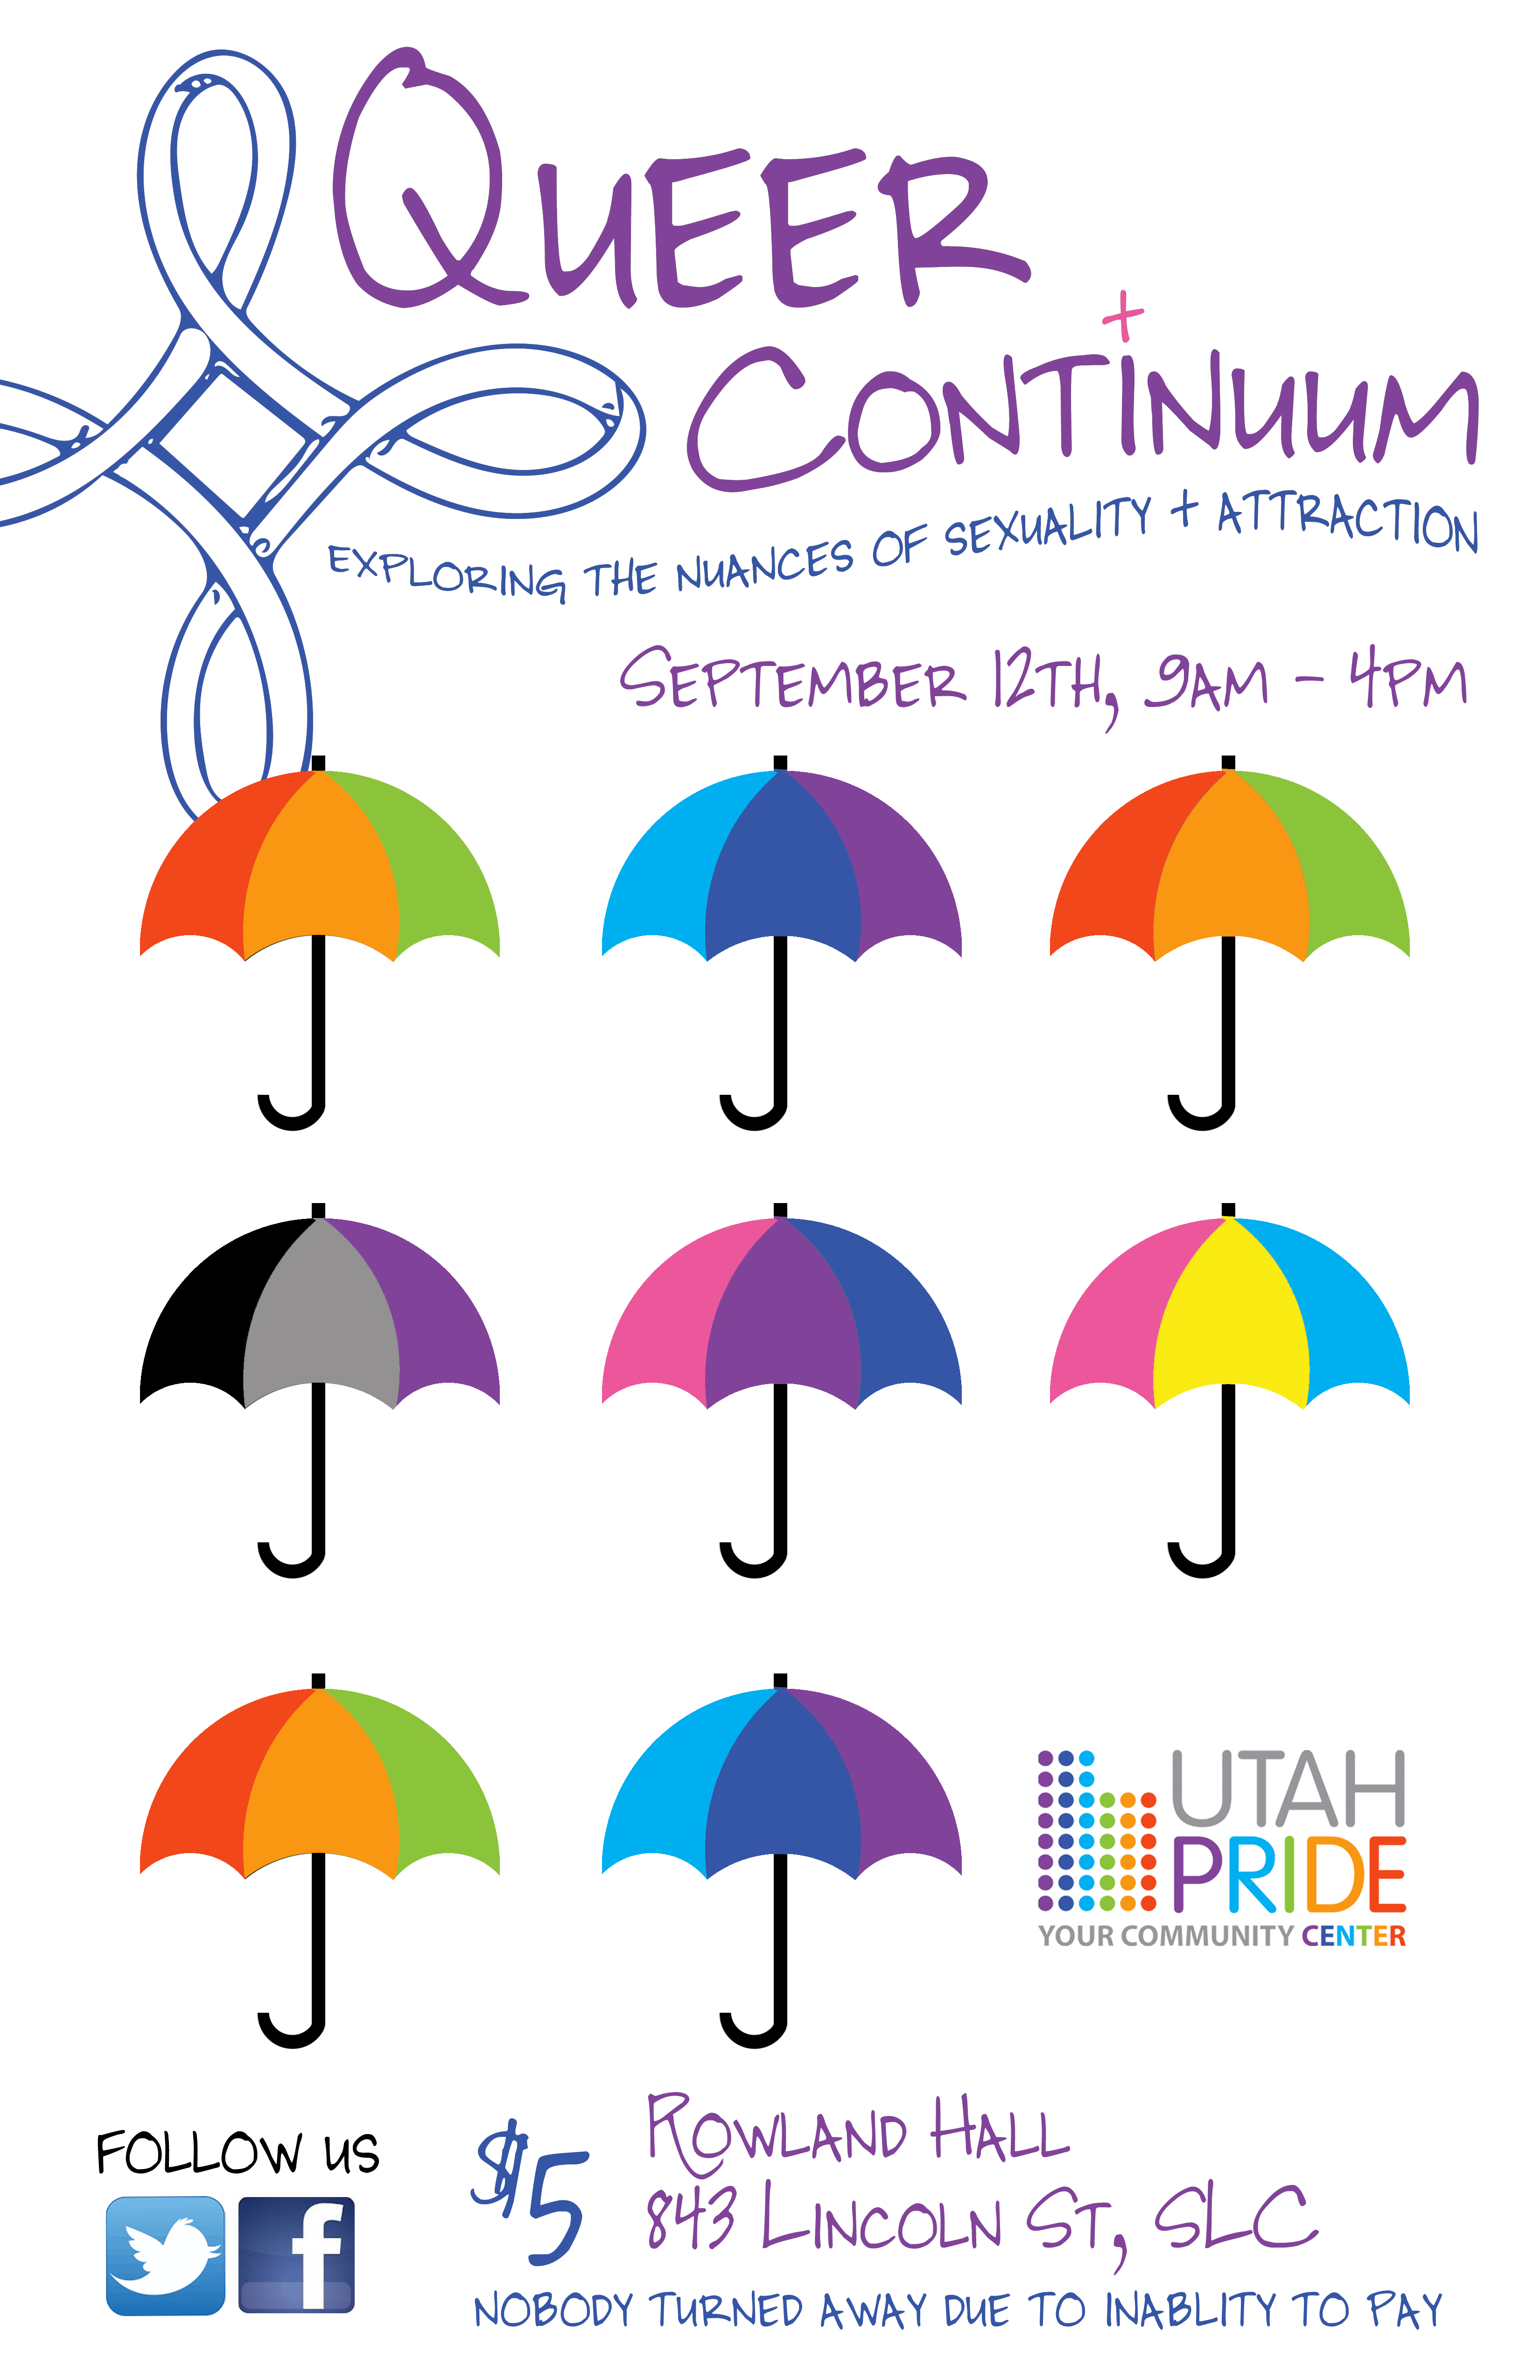 Queer
Continuum
Exploring the nuances of sexuality + attraction
September 12th, 9am - 4pm
UTAH
PRIDE
YOUR COMMUNITY CENTER
Follow us
$5
Rowland Hall
843 Lincoln St, SLC
Nobody turned away due to inablity to pay